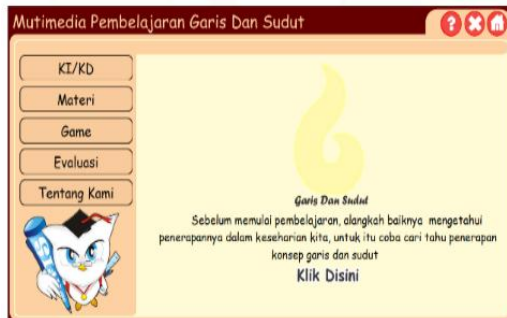 Mutimedia Pembelajaran Garis Dan Sudut
KI/KD
Materi
Game
Evaluasi
Tentang Kami
Garis Dan Sudut
Sebelum memulai pembelajaran, alangkah baiknya mengetahui
penerapannya dalam keseharian kita, untuk itu coba cari tahu penerapan
konsep garis dan sudut
Klik Disini